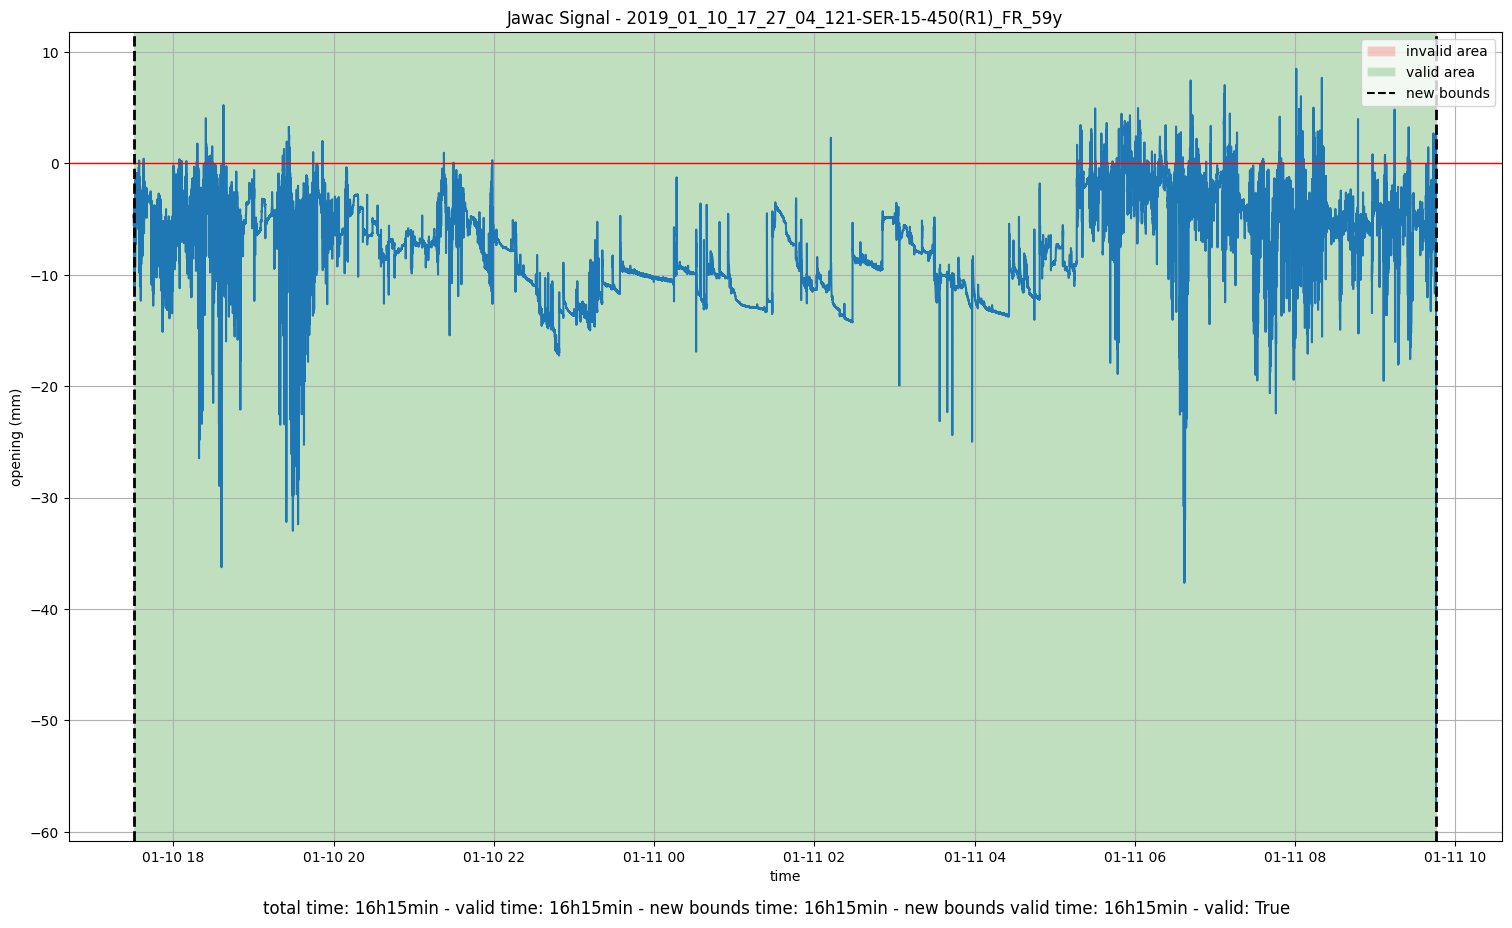 Jawac Signal - 2019_01_10_17_27_04_121-SER-15-450(R1)_FR_59y
invalid area
valid area
new bounds
10
0
−10
−20
−30
−40
−50
−60
opening (mm)
01-10 18
01-10 20
01-10 22
01-11 00
01-11 02
01-11 04
01-11 06
01-11 08
01-11 10
time
total time: 16h15min - valid time: 16h15min - new bounds time: 16h15min - new bounds valid time: 16h15min - valid: True